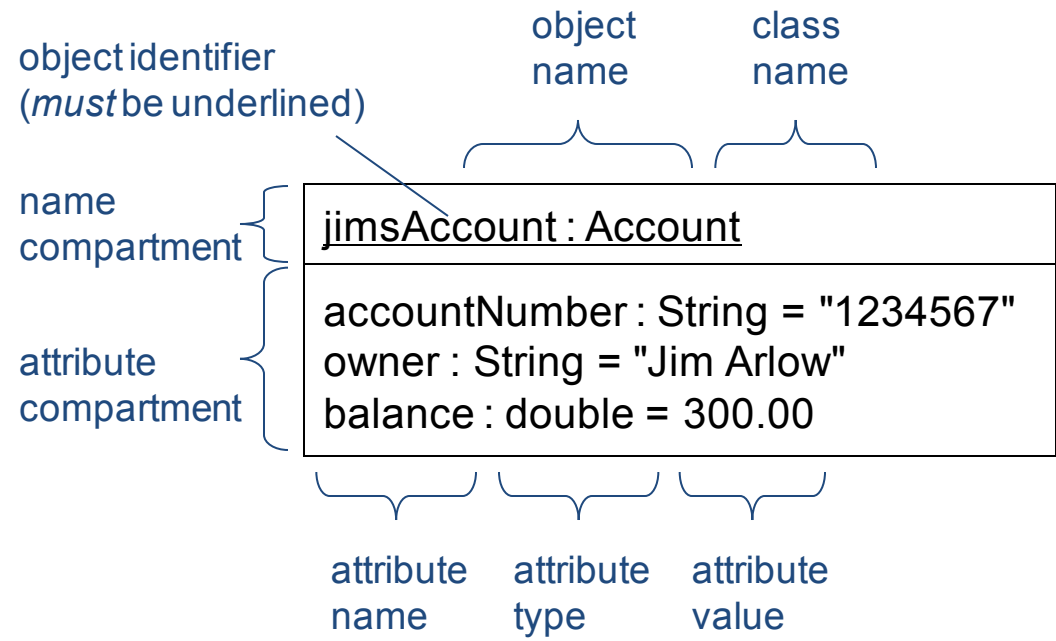 object
name
class
name
object identifier
(must be underlined)
name
compartment
jimsAccount : Account
accountNumber : String = "1234567"
owner : String = "Jim Arlow"
balance : double = 300.00
attribute
compartment
attribute
name
attribute
type
attribute
value